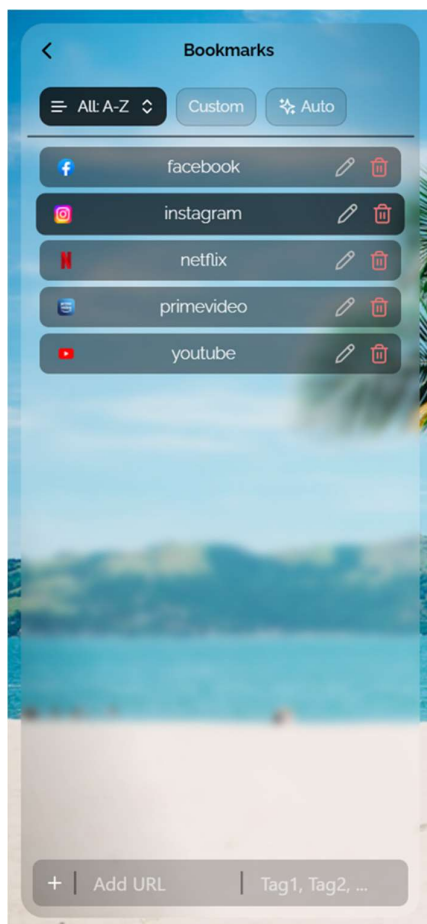 Bookmarks
All: A-Z Custom Auto
facebook
instagram
netflix
primevideo
youtube
+ | Add URL | Tag1, Tag2, ...